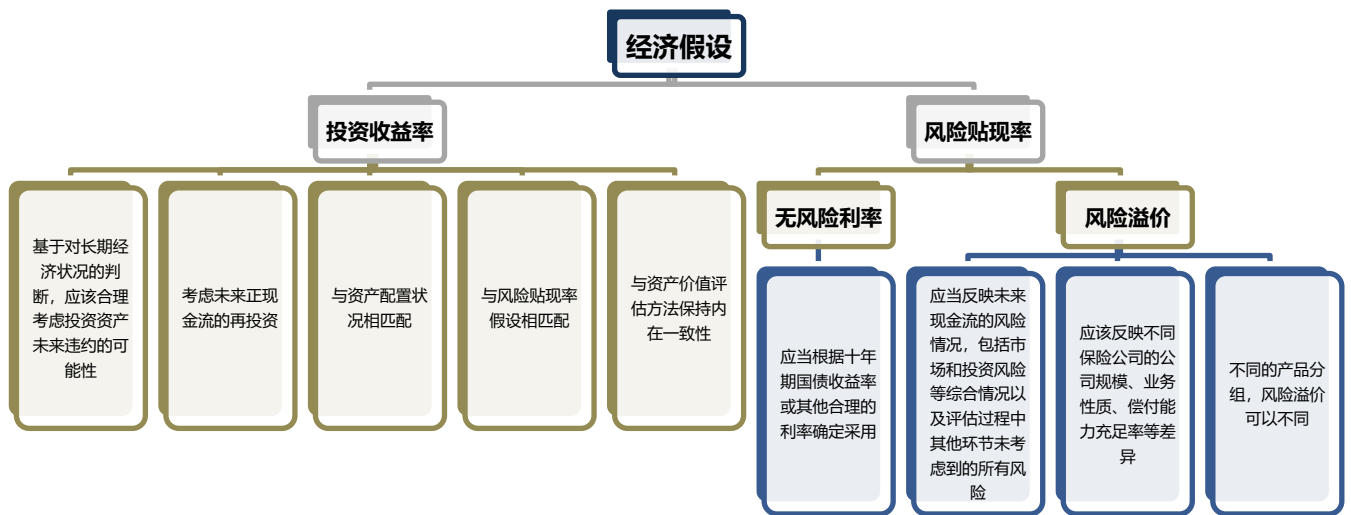 经济假设
投资收益率
风险贴现率
基于对长期经
济状况的判
断，应该合理
考虑投资资产
未来违约的可
能性
考虑未来正现
金流的再投资
与资产配置状
况相匹配
与风险贴现率
假设相匹配
与资产价值评
估方法保持内
在一致性
无风险利率
风险溢价
应当根据十年
期国债收益率
或其他合理的
利率确定采用
应当反映未来
现金流的风险
情况，包括市
场和投资风险
等综合情况以
及评估过程中
其他环节未考
虑到的所有风
险
应该反映不同
保险公司的公
司规模、业务
性质、偿付能
力充足率等差
异
不同的产品分
组，风险溢价
可以不同